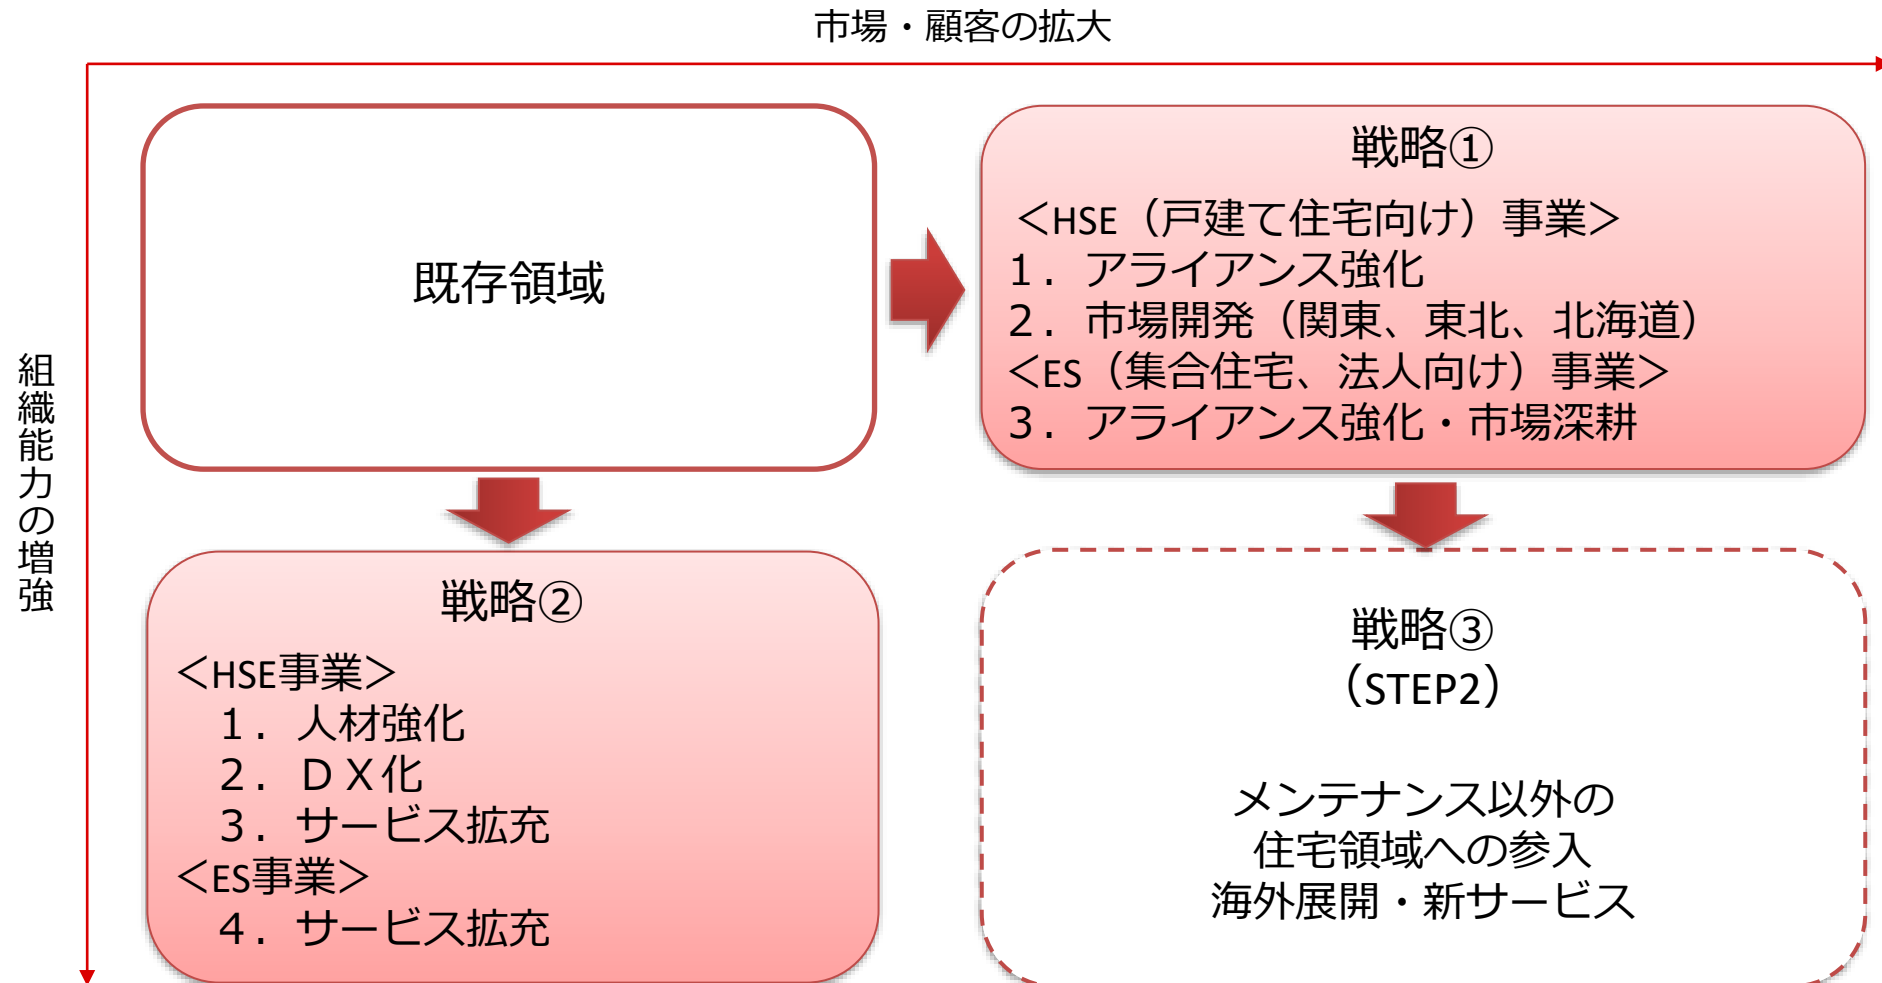 市場・顧客の拡大
組織能力の増強
既存領域
戦略①
＜HSE（戸建て住宅向け）事業＞
１．アライアンス強化
２．市場開発（関東、東北、北海道）
＜ES（集合住宅、法人向け）事業＞
３．アライアンス強化・市場深耕
戦略②
＜HSE事業＞
１．人材強化
２．ＤＸ化
３．サービス拡充
＜ES事業＞
４．サービス拡充
戦略③
（STEP2）
メンテナンス以外の
住宅領域への参入
海外展開・新サービス